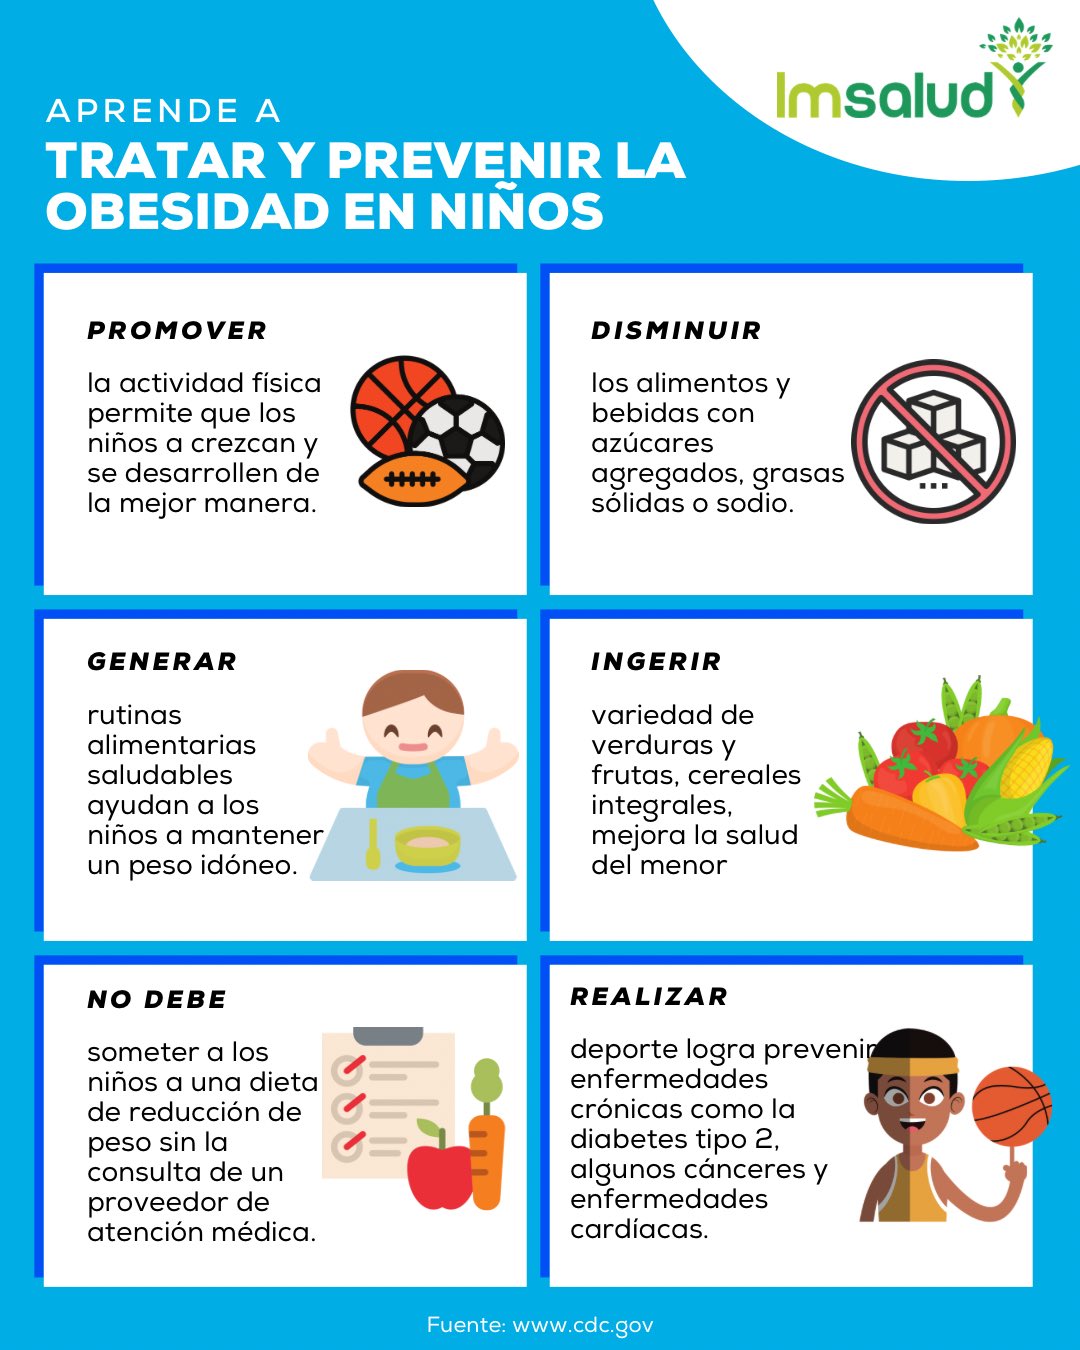 lmsalud
APRENDE A
TRATAR Y PREVENIR LA
OBESIDAD EN NIÑOS
PROMOVER
la actividad física
permite que los
niños a crezcan y
se desarrollen de
la mejor manera.
DISMINUIR
los alimentos y
bebidas con
azúcares
agregados, grasas
sólidas o sodio.
GENERAR
rutinas
alimentarias
saludables
ayudan a los
niños a mantener
un peso idóneo.
INGERIR
variedad de
verduras y
frutas, cereales
integrales,
mejora la salud
del menor
NO DEBE
someter a los
niños a una dieta
de reducción de
peso sin la
consulta de un
proveedor de
atención médica.
REALIZAR
deporte logra prevenir
enfermedades
crónicas como la
diabetes tipo 2,
algunos cánceres y
enfermedades
cardíacas.
Fuente: www.cdc.gov